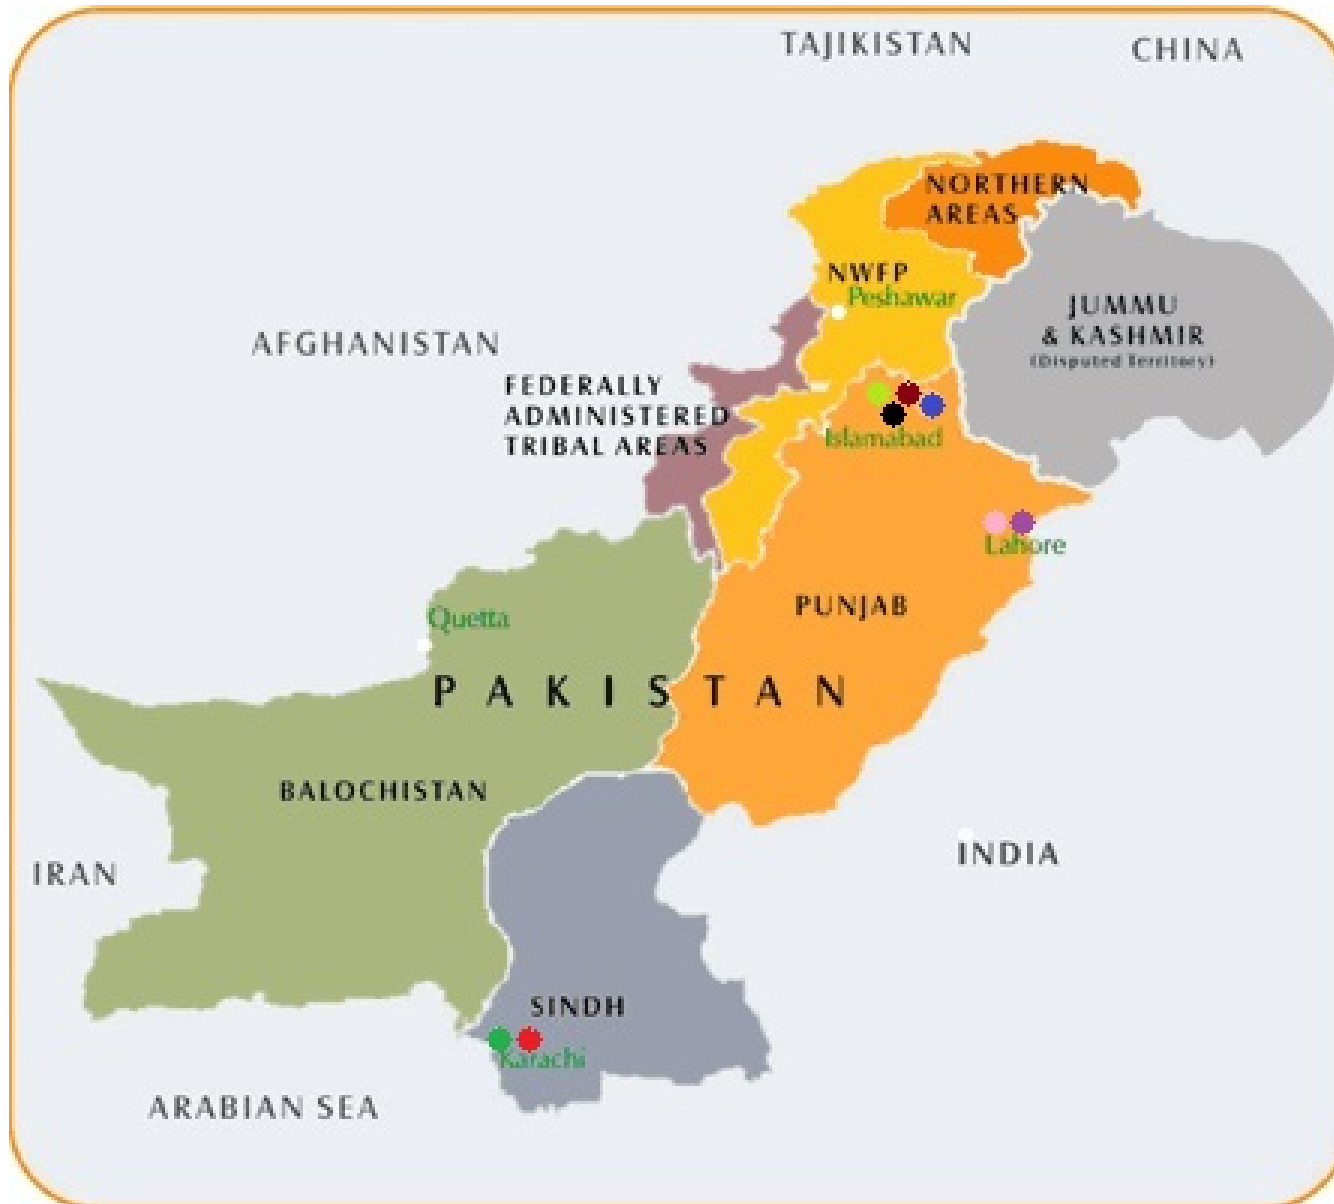 TAJIKISTAN
CHINA
NORTHERN
AREAS
NWFP
Peshawar
JUMMU
& KASHMIR
(Disputed Territory)
AFGHANISTAN
FEDERALLY
ADMINISTERED
TRIBAL AREAS
Islamabad
Lahore
PUNJAB
Quetta
PAKISTAN
BALOCHISTAN
INDIA
IRAN
SINDH
Karachi
ARABIAN SEA